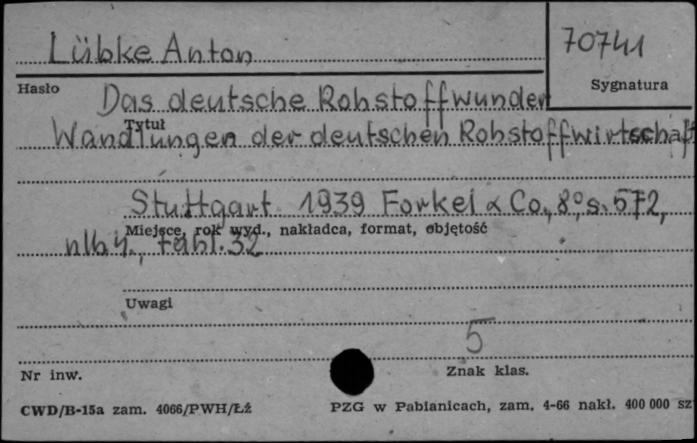 Lübke Anton
70741
Hasło
Sygnatura
Das deutsche Rohstoffwunder
Tytuł
Wandlungen der deutschen Rohstoffwirtschaft
Stuttgart 1939 Forkel & Co., 8°, s. 572,
Miejsce, rok wyd., nakładca, format, objętość
nlb 4., tabl. 32
Uwagi
5
Nr inw.
Znak klas.
CWD/B-15a zam. 4066/PWH/Łź
PZG w Pabianicach, zam. 4-66 nakł. 400 000 sz